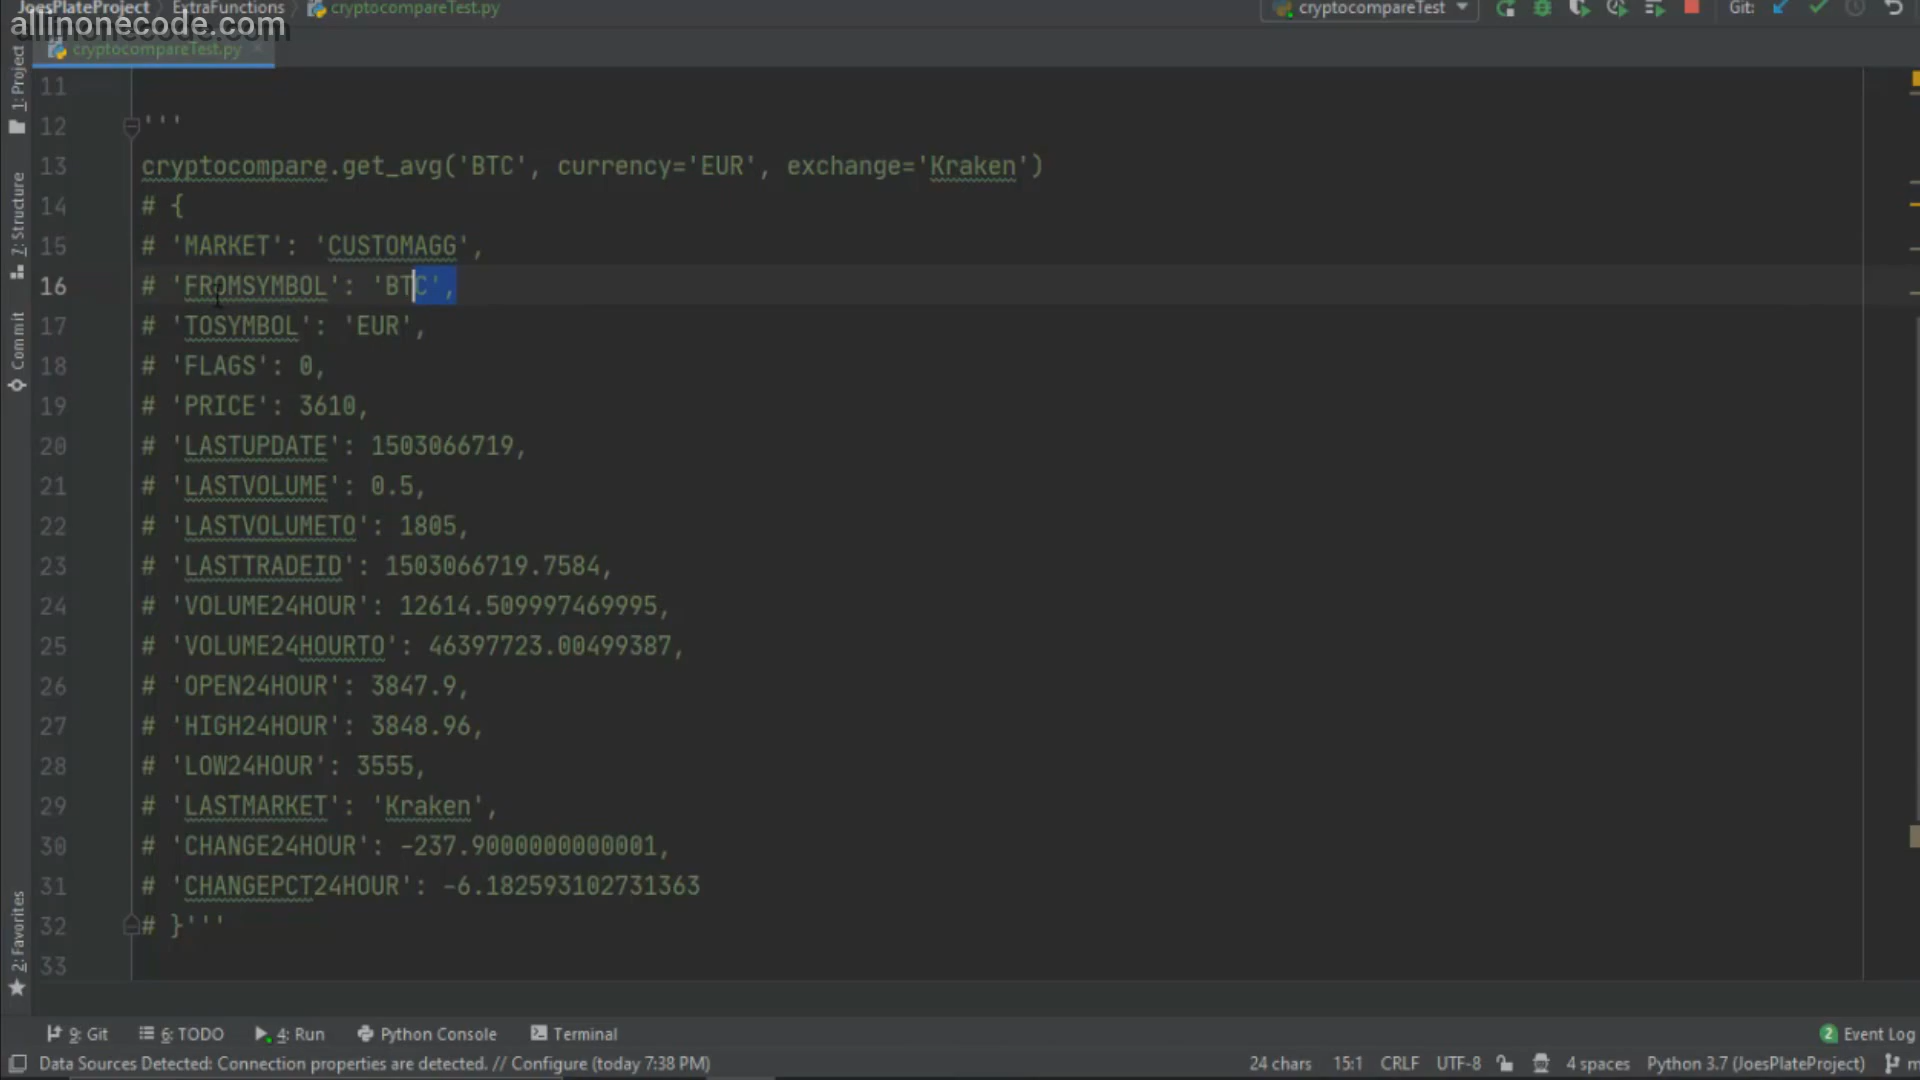 JoesPlateProject ExtraFunctions cryptocompareTest.py cryptocompareTest Git:
allinonecode.com
cryptocompareTest.py
1: Project
7: Structure
Commit
2: Favorites
11
12 '''
13 cryptocompare.get_avg('BTC', currency='EUR', exchange='Kraken')
14 # {
15 # 'MARKET': 'CUSTOMAGG',
16 # 'FROMSYMBOL': 'BTC',
17 # 'TOSYMBOL': 'EUR',
18 # 'FLAGS': 0,
19 # 'PRICE': 3610,
20 # 'LASTUPDATE': 1503066719,
21 # 'LASTVOLUME': 0.5,
22 # 'LASTVOLUMETO': 1805,
23 # 'LASTTRADEID': 1503066719.7584,
24 # 'VOLUME24HOUR': 12614.509997469995,
25 # 'VOLUME24HOURTO': 46397723.00499387,
26 # 'OPEN24HOUR': 3847.9,
27 # 'HIGH24HOUR': 3848.96,
28 # 'LOW24HOUR': 3555,
29 # 'LASTMARKET': 'Kraken',
30 # 'CHANGE24HOUR': -237.9000000000001,
31 # 'CHANGEPCT24HOUR': -6.182593102731363
32 # }'''
33
9: Git 6: TODO 4: Run Python Console Terminal 2 Event Log
Data Sources Detected: Connection properties are detected. // Configure (today 7:38 PM) 24 chars 15:1 CRLF UTF-8 4 spaces Python 3.7 (JoesPlateProject)